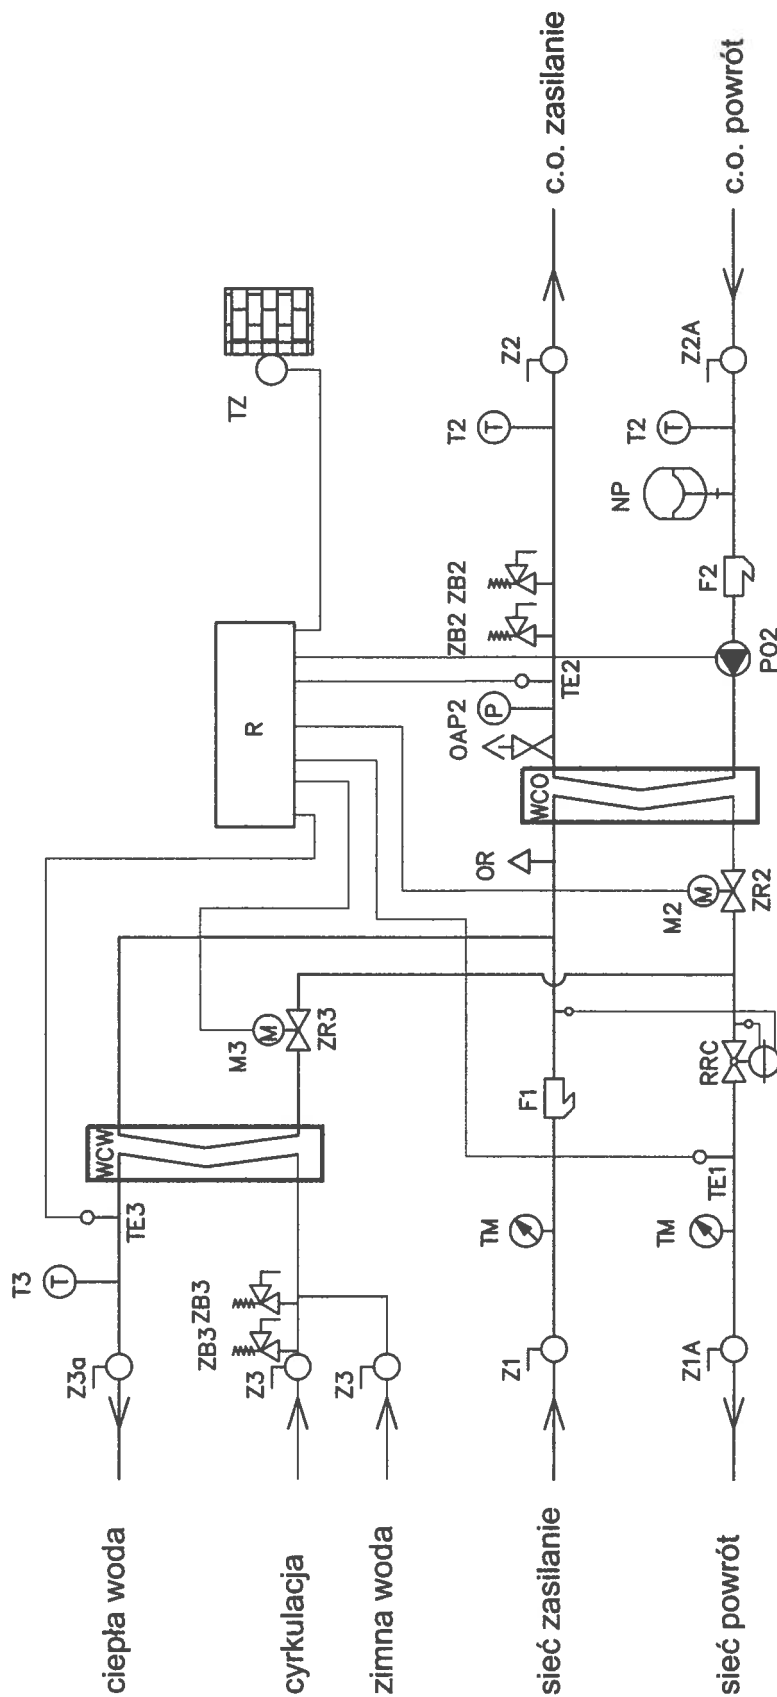 ciepła woda
Z3a
T3
T
TE3
WCW
cyrkulacja
Z3
ZB3
ZB3
M3
M
ZR3
R
TZ
zimna woda
Z3
sieć zasilanie
Z1
TM
F1
OR
WCO
OAP2
P
TE2
ZB2
ZB2
T2
T
Z2
c.o. zasilanie
sieć powrót
Z1A
TM
TE1
RRC
M2
M
ZR2
PO2
F2
NP
T2
T
Z2A
c.o. powrót